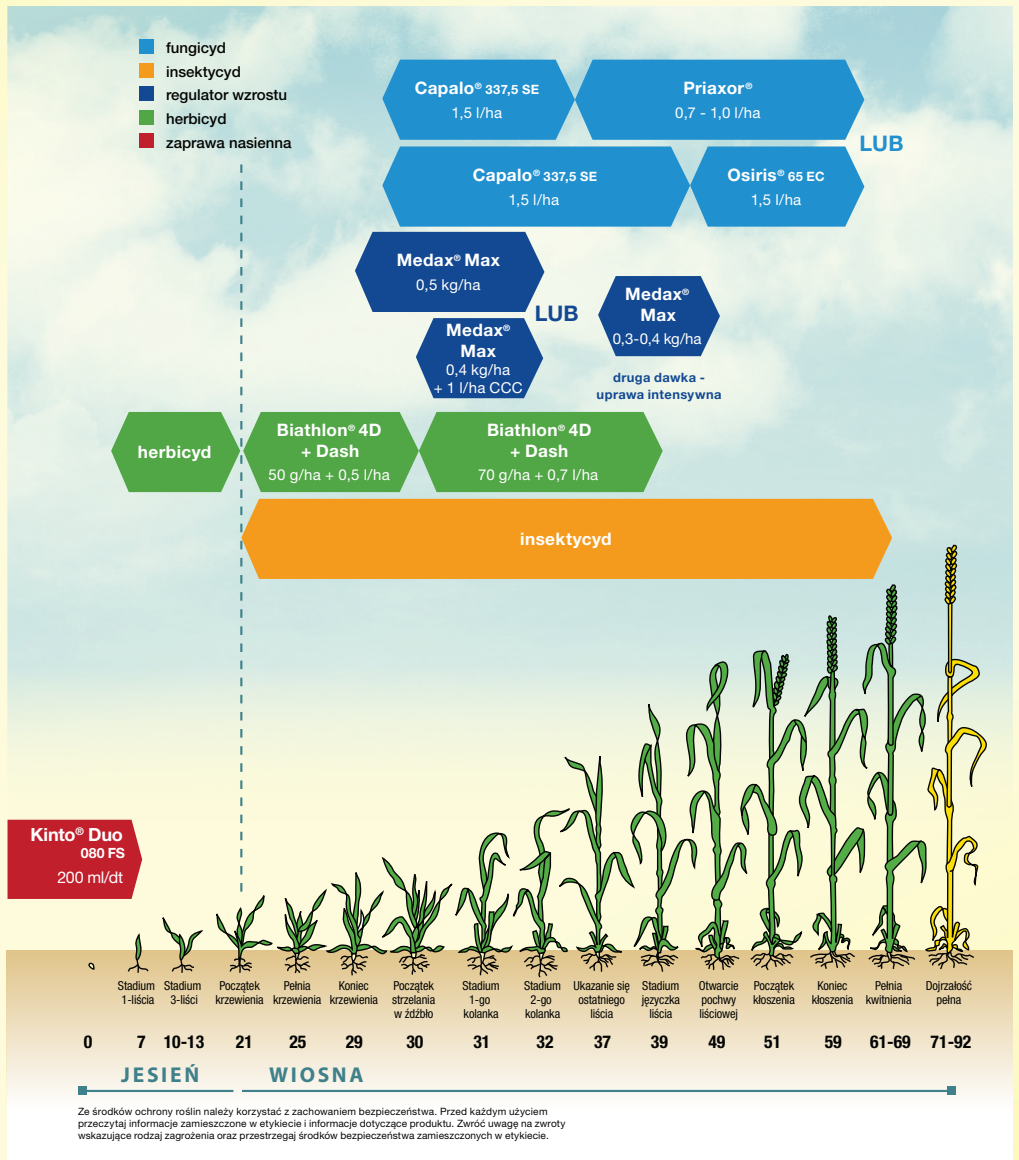 fungicyd
insektycyd
regulator wzrostu
herbicyd
zaprawa nasienna
Capalo® 337,5 SE
1,5 l/ha
Priaxor®
0,7 - 1,0 l/ha
LUB
Capalo® 337,5 SE
1,5 l/ha
Osiris® 65 EC
1,5 l/ha
Medax® Max
0,5 kg/ha
LUB
Medax®
Max
0,4 kg/ha
+ 1 l/ha CCC
Medax®
Max
0,3-0,4 kg/ha
druga dawka -
uprawa intensywna
herbicyd
Biathlon® 4D
+ Dash
50 g/ha + 0,5 l/ha
Biathlon® 4D
+ Dash
70 g/ha + 0,7 l/ha
insektycyd
Kinto® Duo
080 FS
200 ml/dt
Stadium
1-liścia
Stadium
3-liści
Początek
krzewienia
Pełnia
krzewienia
Koniec
krzewienia
Początek
strzelania
w źdźbło
Stadium
1-go
kolanka
Stadium
2-go
kolanka
Ukazanie się
ostatniego
liścia
Stadium
języczka
liścia
Otwarcie
pochwy
liściowej
Początek
kłoszenia
Koniec
kłoszenia
Pełnia
kwitnienia
Dojrzałość
pełna
0 7 10-13 21 25 29 30 31 32 37 39 49 51 59 61-69 71-92
JESIEŃ WIOSNA
Ze środków ochrony roślin należy korzystać z zachowaniem bezpieczeństwa. Przed każdym użyciem
przeczytaj informacje zamieszczone w etykiecie i informacje dotyczące produktu. Zwróć uwagę na zwroty
wskazujące rodzaj zagrożenia oraz przestrzegaj środków bezpieczeństwa zamieszczonych w etykiecie.